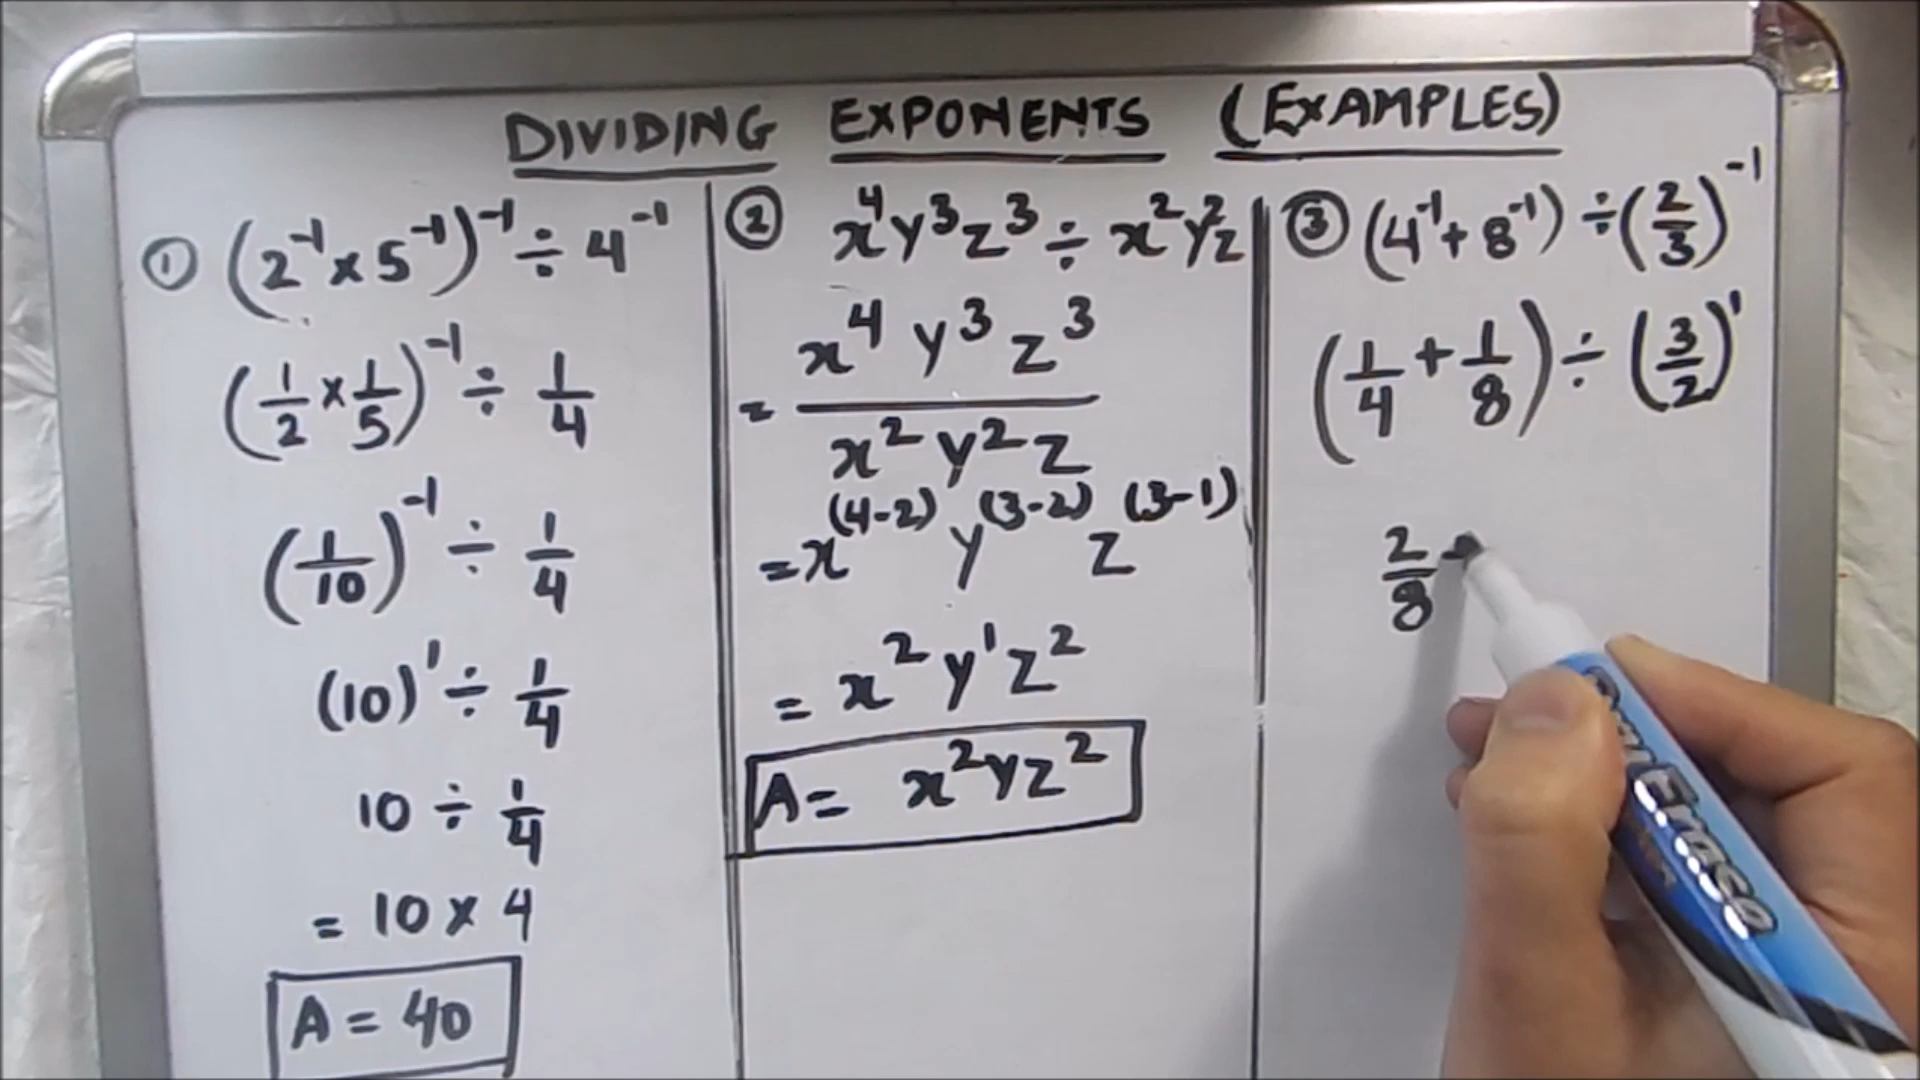 DIVIDING EXPONENTS (EXAMPLES)
① (2⁻¹ × 5⁻¹)⁻¹ ÷ 4⁻¹
(1/2 × 1/5)⁻¹ ÷ 1/4
(1/10)⁻¹ ÷ 1/4
(10)¹ ÷ 1/4
10 ÷ 1/4
= 10 × 4
A = 40
② x⁴y³z³ ÷ x²y²z
= x⁴ y³ z³ / x² y² z
= x⁽⁴⁻²⁾ y⁽³⁻²⁾ z⁽³⁻¹⁾
= x² y¹ z²
A = x²yz²
③ (4⁻¹ + 8⁻¹) ÷ (2/3)⁻¹
(1/4 + 1/8) ÷ (3/2)¹
2/8
Erase